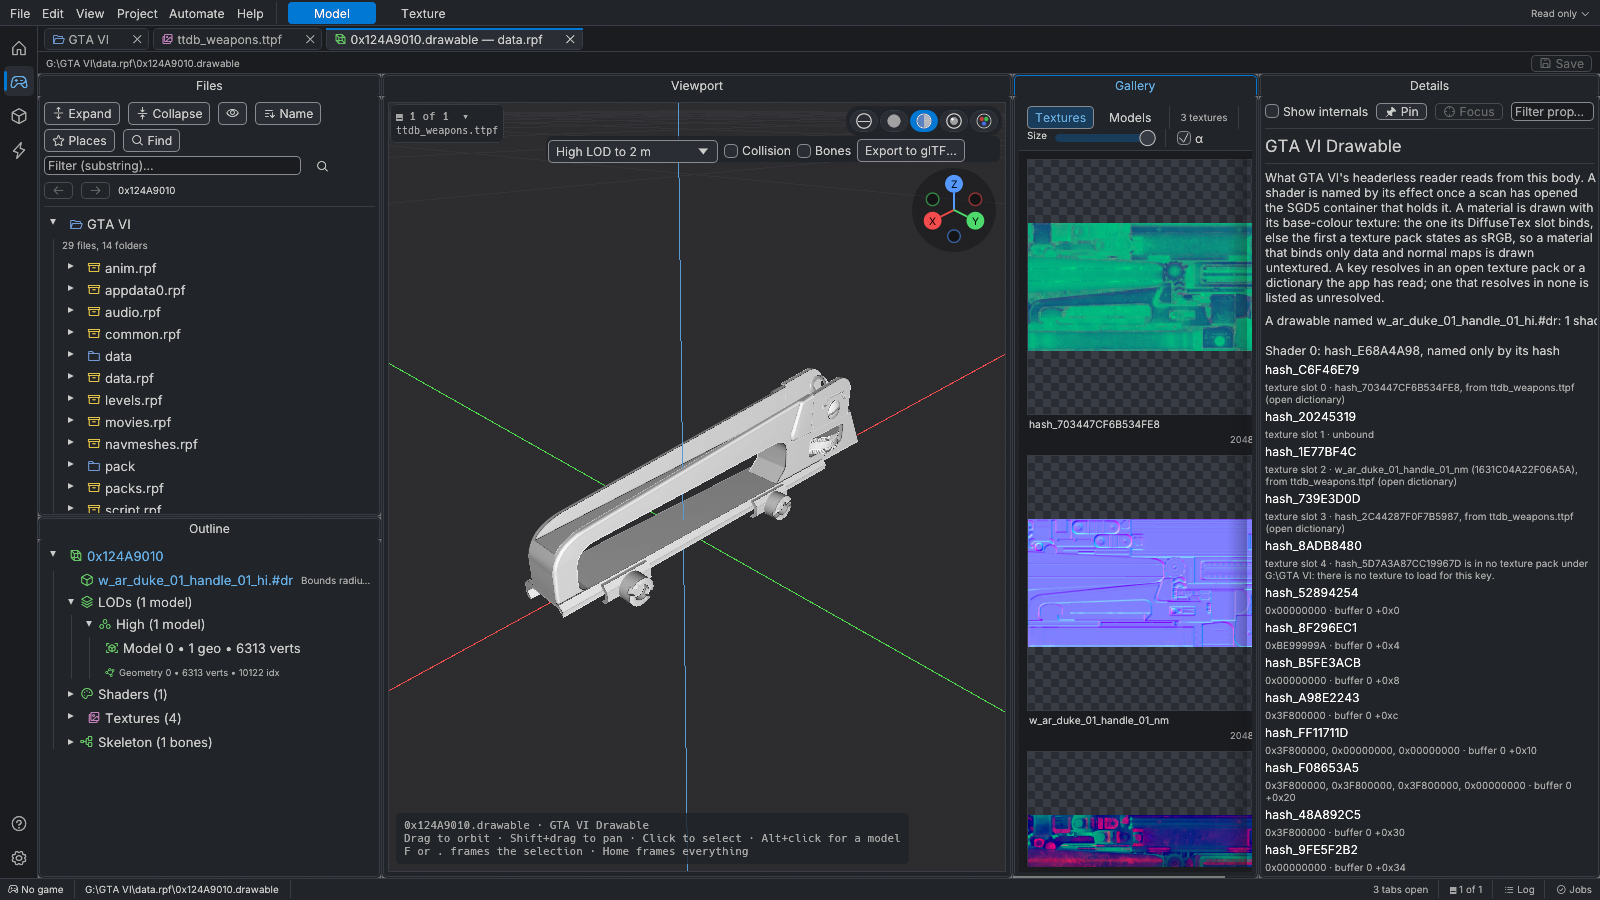 File Edit View Project Automate Help Model Texture Read only
GTA VI ttdb_weapons.ttpf 0x124A9010.drawable — data.rpf
G:\GTA VI\data.rpf\0x124A9010.drawable Save
Files
Expand Collapse Name
Places Find
Filter (substring)...
0x124A9010
GTA VI
29 files, 14 folders
anim.rpf
appdata0.rpf
audio.rpf
common.rpf
data
data.rpf
levels.rpf
movies.rpf
navmeshes.rpf
pack
packs.rpf
script.rpf
Outline
0x124A9010
w_ar_duke_01_handle_01_hi.#dr Bounds radiu...
LODs (1 model)
High (1 model)
Model 0 • 1 geo • 6313 verts
Geometry 0 • 6313 verts • 10122 idx
Shaders (1)
Textures (4)
Skeleton (1 bones)
Viewport
1 of 1
ttdb_weapons.ttpf
High LOD to 2 m Collision Bones Export to glTF...
Z
X Y
0x124A9010.drawable · GTA VI Drawable
Drag to orbit · Shift+drag to pan · Click to select · Alt+click for a model
F or . frames the selection · Home frames everything
Gallery
Textures Models 3 textures
Size α
hash_703447CF6B534FE8
2048
w_ar_duke_01_handle_01_nm
2048
Details
Show internals Pin Focus Filter prop...
GTA VI Drawable
What GTA VI's headerless reader reads from this body. A
shader is named by its effect once a scan has opened
the SGD5 container that holds it. A material is drawn with
its base-colour texture: the one its DiffuseTex slot binds,
else the first a texture pack states as sRGB, so a material
that binds only data and normal maps is drawn
untextured. A key resolves in an open texture pack or a
dictionary the app has read; one that resolves in none is
listed as unresolved.
A drawable named w_ar_duke_01_handle_01_hi.#dr: 1 shad
Shader 0: hash_E68A4A98, named only by its hash
hash_C6F46E79
texture slot 0 · hash_703447CF6B534FE8, from ttdb_weapons.ttpf
(open dictionary)
hash_20245319
texture slot 1 · unbound
hash_1E77BF4C
texture slot 2 · w_ar_duke_01_handle_01_nm (1631C04A22F06A5A),
from ttdb_weapons.ttpf (open dictionary)
hash_739E3D0D
texture slot 3 · hash_2C44287F0F7B5987, from ttdb_weapons.ttpf
(open dictionary)
hash_8ADB8480
texture slot 4 · hash_5D7A3A87CC19967D is in no texture pack under
G:\GTA VI: there is no texture to load for this key.
hash_52894254
0x00000000 · buffer 0 +0x0
hash_8F296EC1
0xBE99999A · buffer 0 +0x4
hash_B5FE3ACB
0x00000000 · buffer 0 +0x8
hash_A98E2243
0x3F800000 · buffer 0 +0xc
hash_FF11711D
0x3F800000, 0x00000000, 0x00000000 · buffer 0 +0x10
hash_F08653A5
0x3F800000, 0x3F800000, 0x3F800000, 0x00000000 · buffer 0
+0x20
hash_48A892C5
0x3F800000 · buffer 0 +0x30
hash_9FE5F2B2
0x00000000 · buffer 0 +0x34
No game G:\GTA VI\data.rpf\0x124A9010.drawable 3 tabs open 1 of 1 Log Jobs